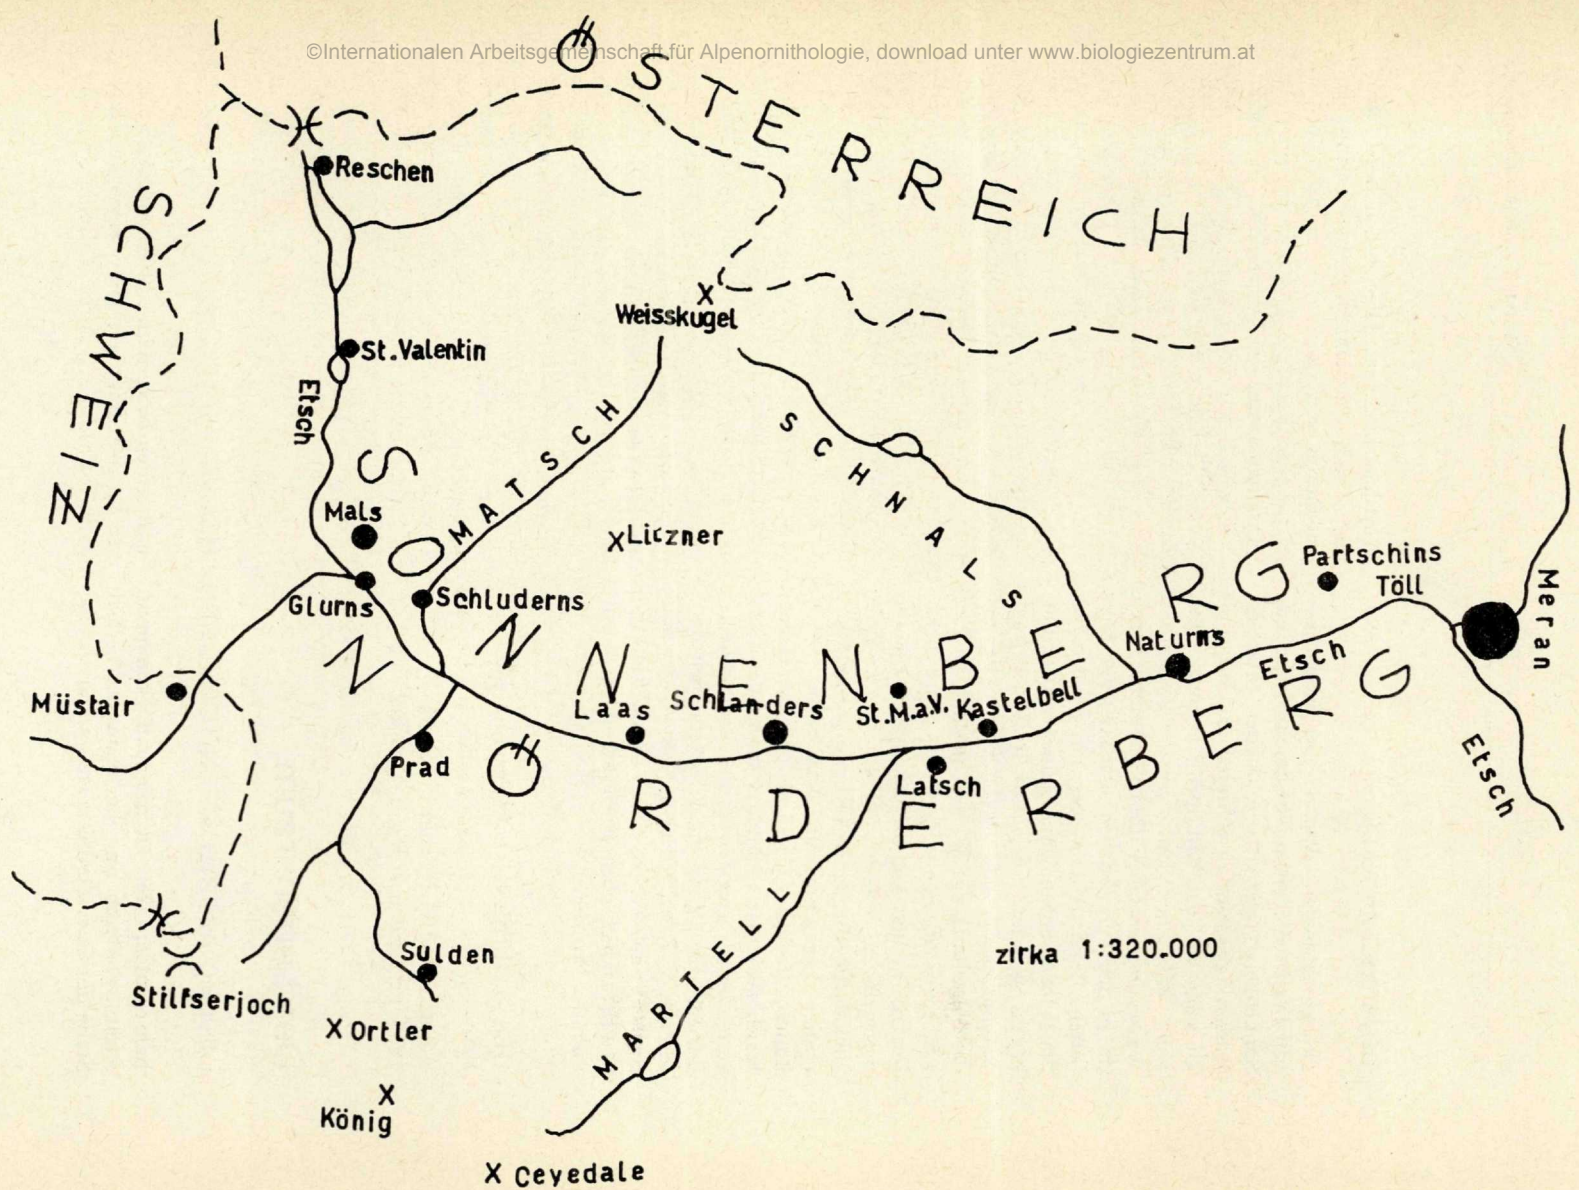 ©Internationalen Arbeitsgemeinschaft für Alpenornithologie, download unter www.biologiezentrum.at
ÖSTERREICH
Reschen
SCHWEIZ
Weisskugel
St.Valentin
Etsch
MATSCH
SCHNALS
Mals
Litzner
Partschins
Töll
Meran
Glurns
Schluderns
SONNENBERG
Naturns
Etsch
Müstair
Laas
Schlanders
St.M.a.V.
Kastelbell
Prad
NÖRDERBERG
Latsch
Etsch
MARTELL
Sulden
zirka 1:320.000
Stilfserjoch
Ortler
König
Cevedale